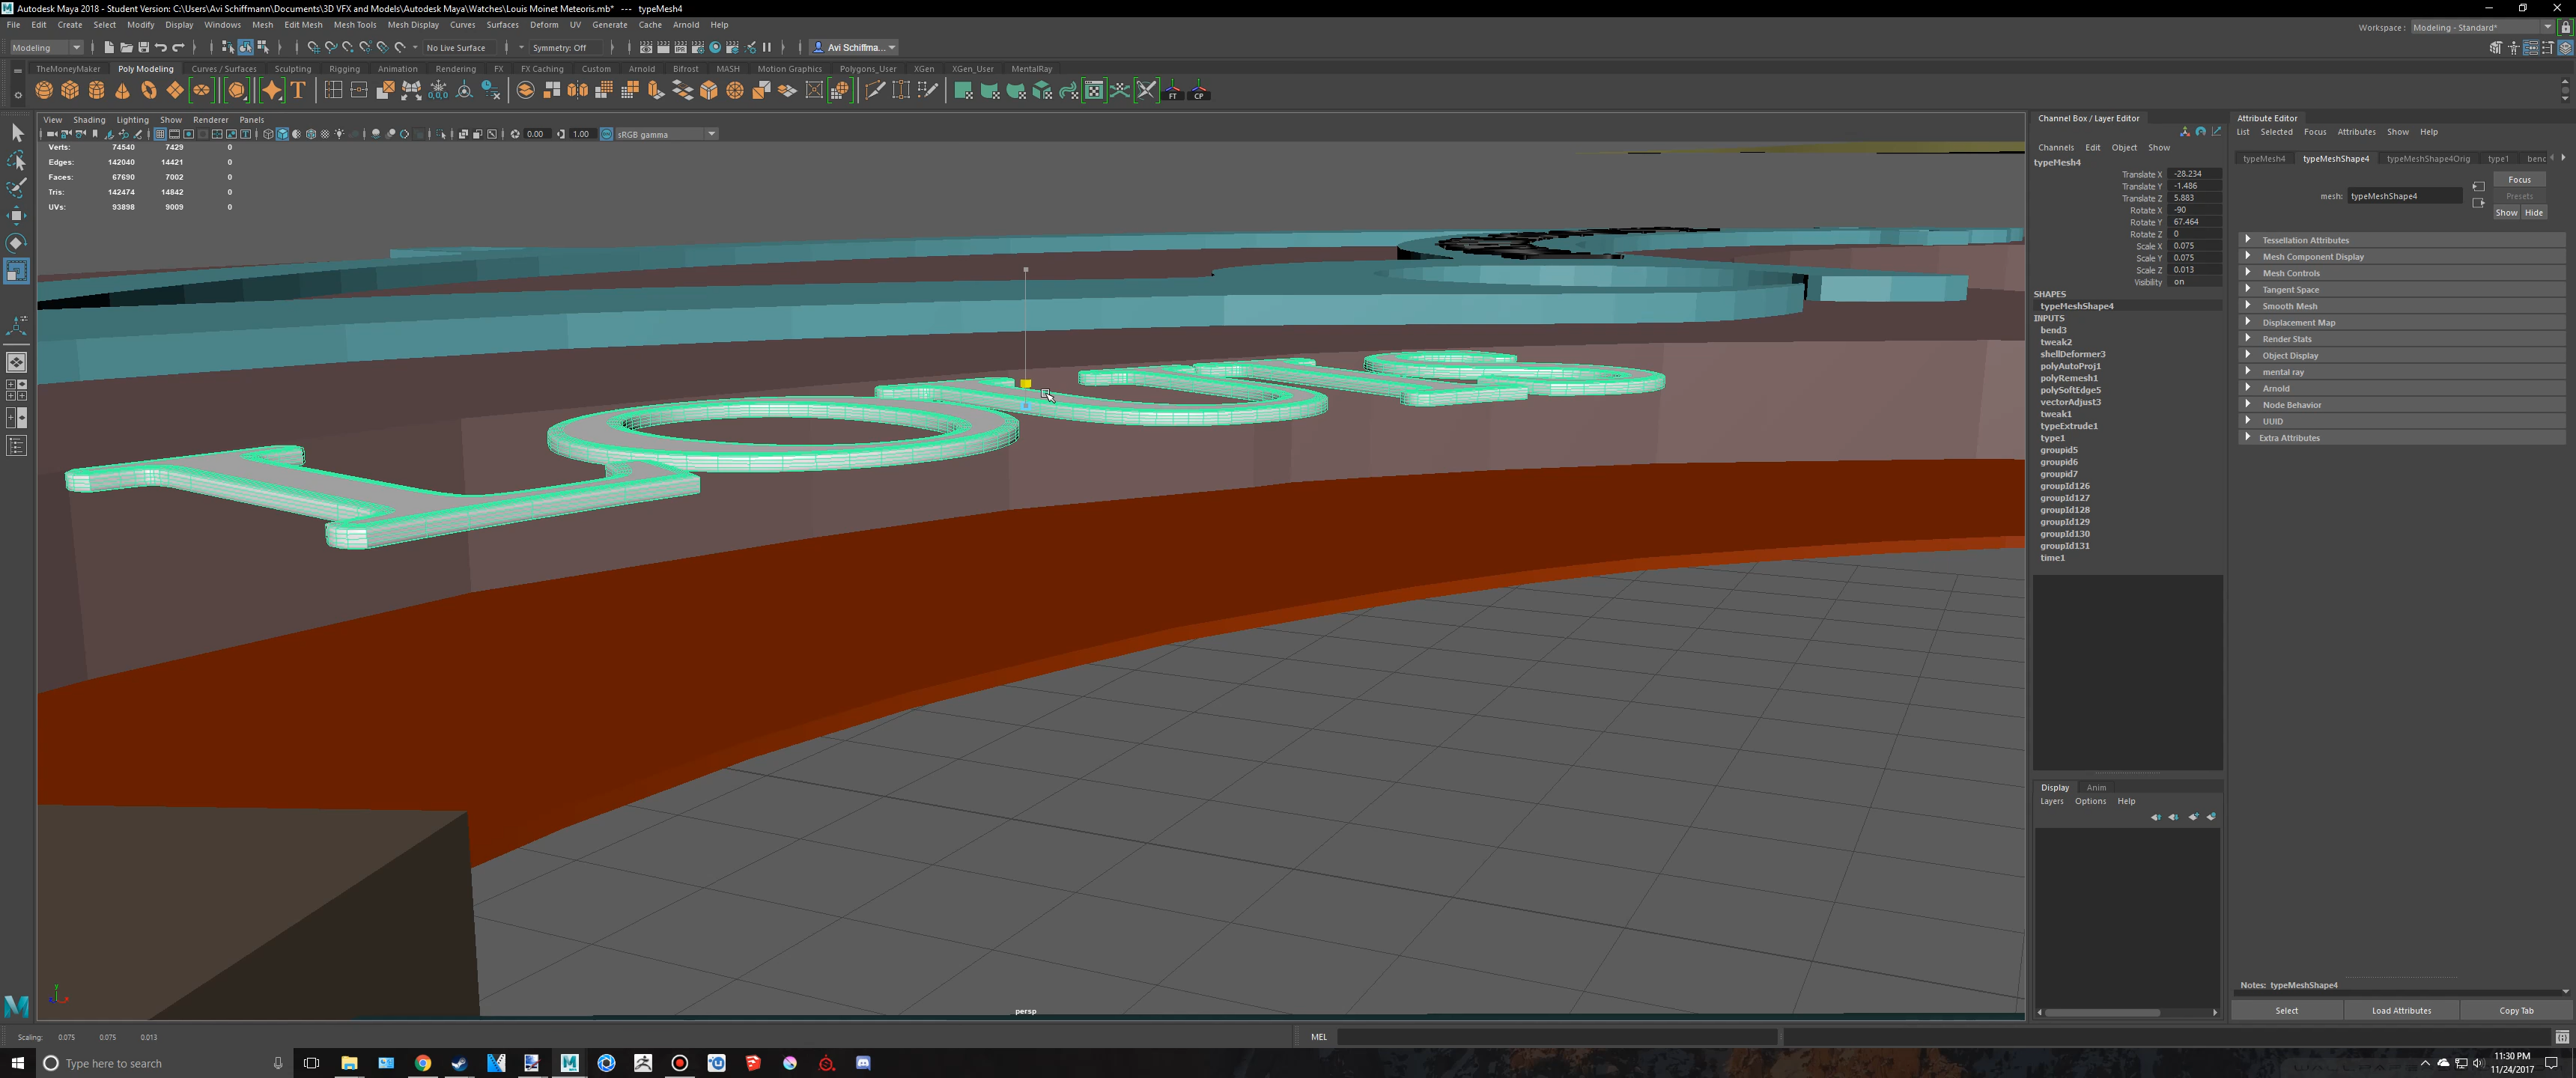 Autodesk Maya 2018 - Student Version: C:\Users\Avi Schiffmann\Documents\3D VFX and Models\Autodesk Maya\Watches\Louis Moinet Meteoris.mb* --- typeMesh4
File Edit Create Select Modify Display Windows Mesh Edit Mesh Mesh Tools Mesh Display Curves Surfaces Deform UV Generate Cache Arnold Help
Workspace : Modeling - Standard*
Modeling No Live Surface Symmetry: Off Avi Schiffma...
TheMoneyMaker Poly Modeling Curves / Surfaces Sculpting Rigging Animation Rendering FX FX Caching Custom Arnold Bifrost MASH Motion Graphics Polygons_User XGen XGen_User MentalRay
FT CP
View Shading Lighting Show Renderer Panels
0.00 1.00 sRGB gamma
Verts: 74540 7429 0
Edges: 142040 14421 0
Faces: 67690 7002 0
Tris: 142474 14842 0
UVs: 93898 9009 0
LOUIS
persp
Channel Box / Layer Editor
Channels Edit Object Show
typeMesh4
Translate X -28.234
Translate Y -1.486
Translate Z 5.883
Rotate X -90
Rotate Y 67.464
Rotate Z 0
Scale X 0.075
Scale Y 0.075
Scale Z 0.013
Visibility on
SHAPES
typeMeshShape4
INPUTS
bend3
tweak2
shellDeformer3
polyAutoProj1
polyRemesh1
polySoftEdge5
vectorAdjust3
tweak1
typeExtrude1
type1
groupid5
groupid6
groupid7
groupId126
groupId127
groupId128
groupId129
groupId130
groupId131
time1
Display Anim
Layers Options Help
Attribute Editor
List Selected Focus Attributes Show Help
typeMesh4 typeMeshShape4 typeMeshShape4Orig type1 benc
mesh: typeMeshShape4
Focus
Presets
Show Hide
Tessellation Attributes
Mesh Component Display
Mesh Controls
Tangent Space
Smooth Mesh
Displacement Map
Render Stats
Object Display
mental ray
Arnold
Node Behavior
UUID
Extra Attributes
Notes: typeMeshShape4
Select Load Attributes Copy Tab
Scaling: 0.075 0.075 0.013
MEL
Type here to search
11:30 PM
11/24/2017